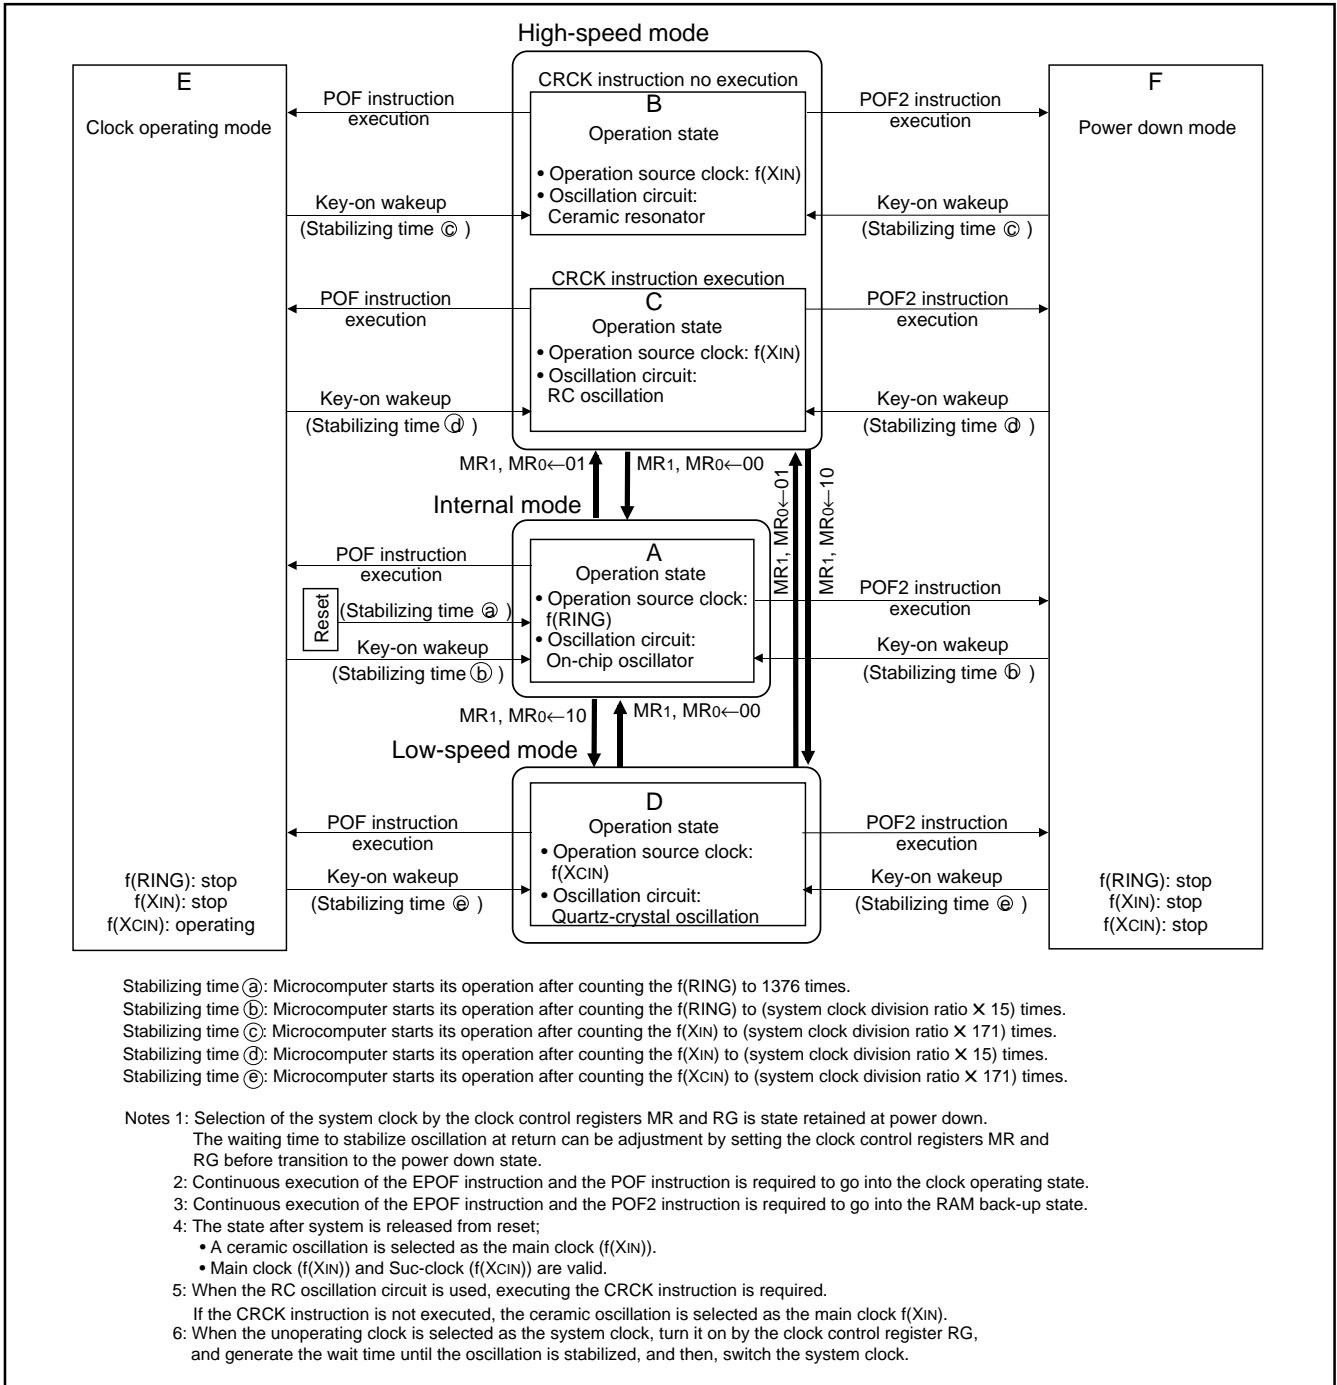 High-speed mode
E
Clock operating mode
POF instruction
execution
Key-on wakeup
(Stabilizing time ⓒ )
CRCK instruction no execution
B
Operation state
• Operation source clock: f(XIN)
• Oscillation circuit:
Ceramic resonator
POF2 instruction
execution
Key-on wakeup
(Stabilizing time ⓒ )
F
Power down mode
POF instruction
execution
Key-on wakeup
(Stabilizing time ⓓ )
CRCK instruction execution
C
Operation state
• Operation source clock: f(XIN)
• Oscillation circuit:
RC oscillation
POF2 instruction
execution
Key-on wakeup
(Stabilizing time ⓓ )
MR1, MR0←01
MR1, MR0←00
MR1, MR0←01
MR1, MR0←10
Internal mode
POF instruction
execution
Reset
(Stabilizing time ⓐ )
Key-on wakeup
(Stabilizing time ⓑ )
A
Operation state
• Operation source clock:
f(RING)
• Oscillation circuit:
On-chip oscillator
POF2 instruction
execution
Key-on wakeup
(Stabilizing time ⓑ )
MR1, MR0←10
MR1, MR0←00
Low-speed mode
POF instruction
execution
Key-on wakeup
(Stabilizing time ⓔ )
D
Operation state
• Operation source clock:
f(XCIN)
• Oscillation circuit:
Quartz-crystal oscillation
POF2 instruction
execution
Key-on wakeup
(Stabilizing time ⓔ )
f(RING): stop
f(XIN): stop
f(XCIN): operating
f(RING): stop
f(XIN): stop
f(XCIN): stop
Stabilizing time ⓐ: Microcomputer starts its operation after counting the f(RING) to 1376 times.
Stabilizing time ⓑ: Microcomputer starts its operation after counting the f(RING) to (system clock division ratio ✕ 15) times.
Stabilizing time ⓒ: Microcomputer starts its operation after counting the f(XIN) to (system clock division ratio ✕ 171) times.
Stabilizing time ⓓ: Microcomputer starts its operation after counting the f(XIN) to (system clock division ratio ✕ 15) times.
Stabilizing time ⓔ: Microcomputer starts its operation after counting the f(XCIN) to (system clock division ratio ✕ 171) times.
Notes 1: Selection of the system clock by the clock control registers MR and RG is state retained at power down.
The waiting time to stabilize oscillation at return can be adjustment by setting the clock control registers MR and
RG before transition to the power down state.
2: Continuous execution of the EPOF instruction and the POF instruction is required to go into the clock operating state.
3: Continuous execution of the EPOF instruction and the POF2 instruction is required to go into the RAM back-up state.
4: The state after system is released from reset;
• A ceramic oscillation is selected as the main clock (f(XIN)).
• Main clock (f(XIN)) and Suc-clock (f(XCIN)) are valid.
5: When the RC oscillation circuit is used, executing the CRCK instruction is required.
If the CRCK instruction is not executed, the ceramic oscillation is selected as the main clock f(XIN).
6: When the unoperating clock is selected as the system clock, turn it on by the clock control register RG,
and generate the wait time until the oscillation is stabilized, and then, switch the system clock.